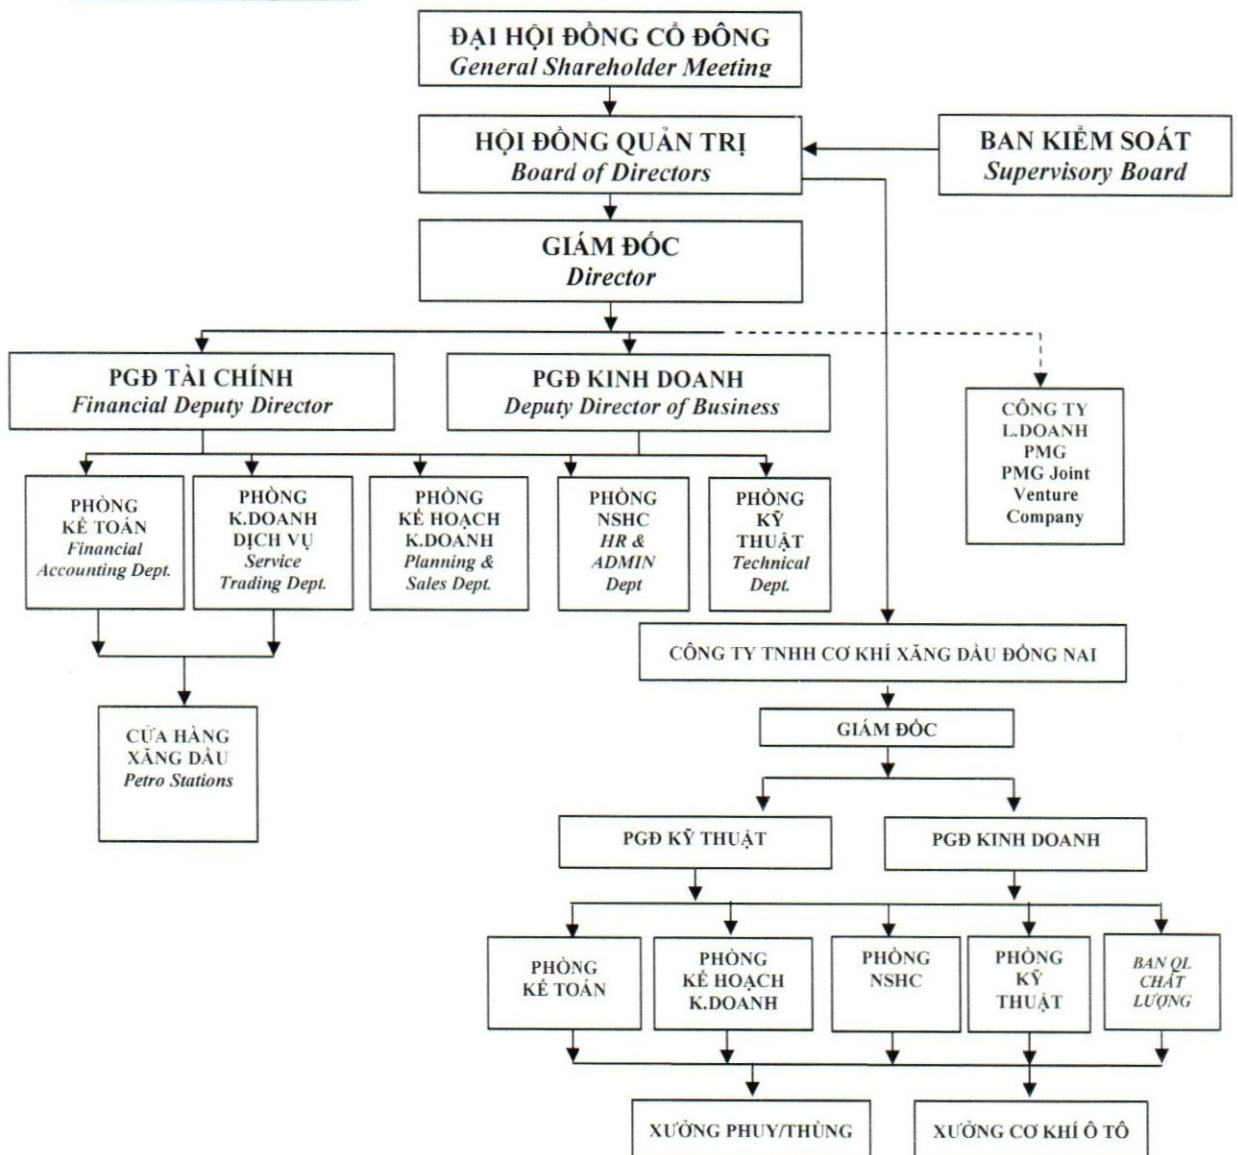 ĐẠI HỘI ĐỒNG CỔ ĐÔNG
General Shareholder Meeting
HỘI ĐỒNG QUẢN TRỊ
Board of Directors
BAN KIỂM SOÁT
Supervisory Board
GIÁM ĐỐC
Director
PGĐ TÀI CHÍNH
Financial Deputy Director
PGĐ KINH DOANH
Deputy Director of Business
CÔNG TY
L.DOANH
PMG
PMG Joint
Venture
Company
PHÒNG
KẾ TOÁN
Financial
Accounting Dept.
PHÒNG
K.DOANH
DỊCH VỤ
Service
Trading Dept.
PHÒNG
KẾ HOẠCH
K.DOANH
Planning &
Sales Dept.
PHÒNG
NSHC
HR &
ADMIN
Dept
PHÒNG
KỸ
THUẬT
Technical
Dept.
CÔNG TY TNHH CƠ KHÍ XĂNG DẦU ĐỒNG NAI
CỬA HÀNG
XĂNG DẦU
Petro Stations
GIÁM ĐỐC
PGĐ KỸ THUẬT
PGĐ KINH DOANH
PHÒNG
KẾ TOÁN
PHÒNG
KẾ HOẠCH
K.DOANH
PHÒNG
NSHC
PHÒNG
KỸ
THUẬT
BAN QL
CHẤT
LƯỢNG
XƯỞNG PHUY/THÙNG
XƯỞNG CƠ KHÍ Ô TÔ